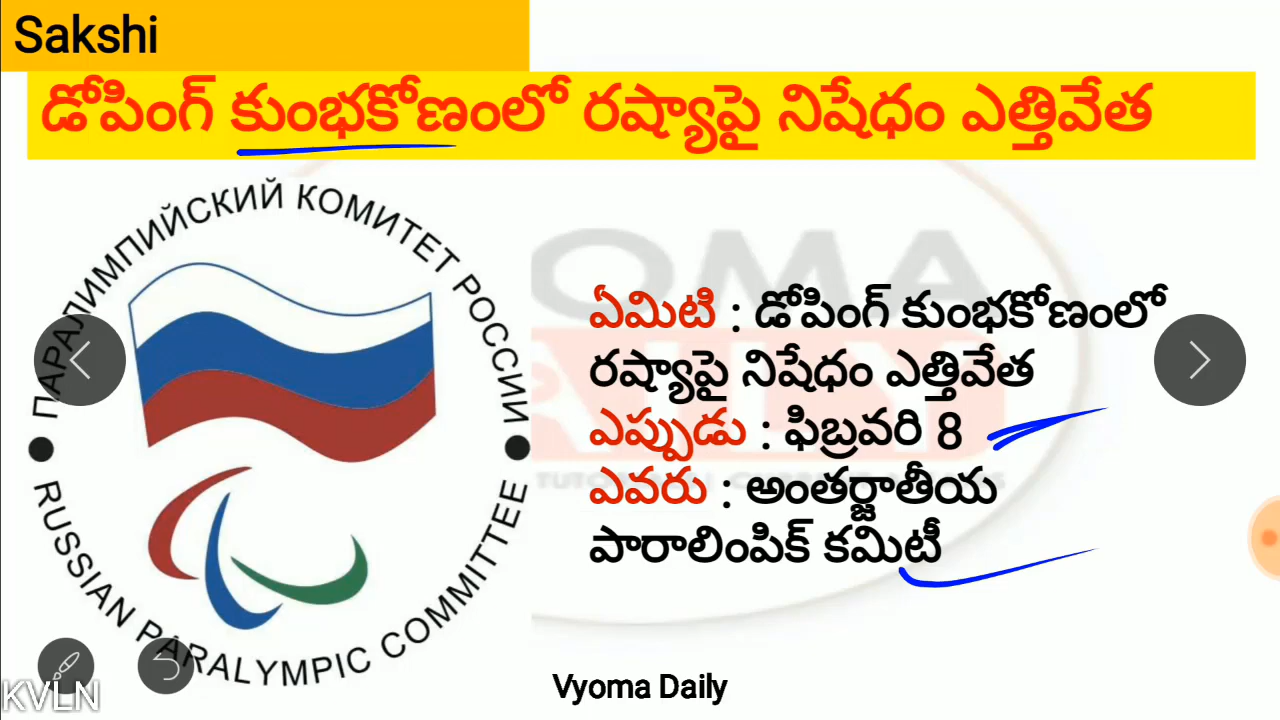 Sakshi
డోపింగ్ కుంభకోణంలో రష్యాపై నిషేధం ఎత్తివేత
ПАРАЛИМПИЙСКИЙ КОМИТЕТ РОССИИ
RUSSIAN PARALYMPIC COMMITTEE
ఏమిటి : డోపింగ్ కుంభకోణంలో
రష్యాపై నిషేధం ఎత్తివేత
ఎప్పుడు : ఫిబ్రవరి 8
ఎవరు : అంతర్జాతీయ
పారాలింపిక్ కమిటీ
KVLN
Vyoma Daily